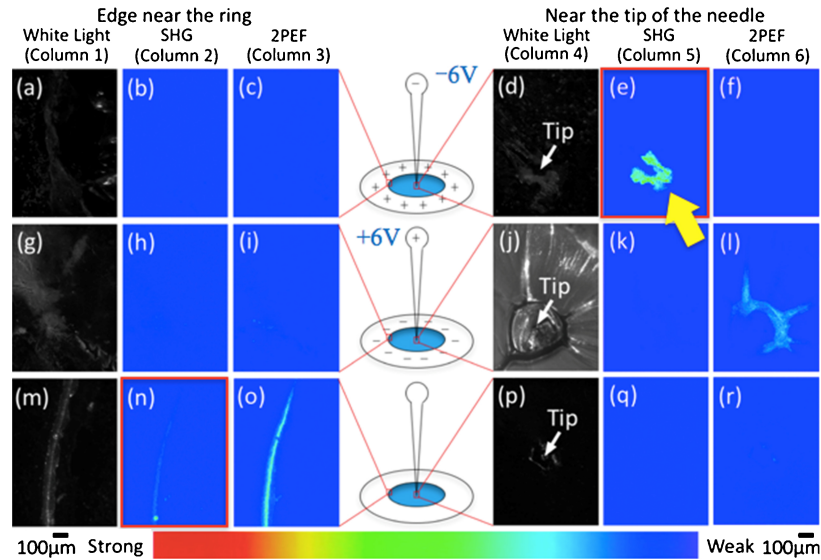 Edge near the ring
Near the tip of the needle
White Light (Column 1)
SHG (Column 2)
2PEF (Column 3)
White Light (Column 4)
SHG (Column 5)
2PEF (Column 6)
(a)
(b)
(c)
−6V
−
+ + + + + + + + + +
(d)
Tip
(e)
(f)
(g)
(h)
(i)
+6V
+
− − − − − − − − − −
(j)
Tip
(k)
(l)
(m)
(n)
(o)
(p)
Tip
(q)
(r)
100µm
Strong
Weak
100µm